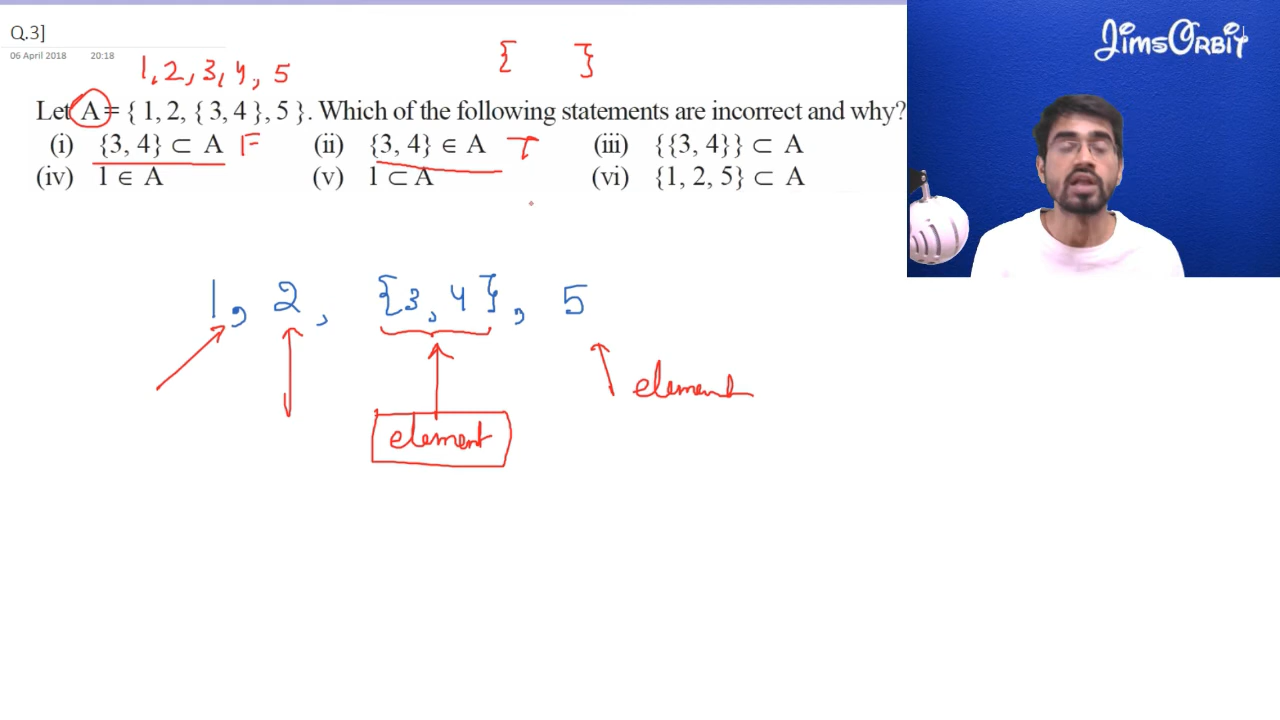 Q.3]
JIMSORBIT
06 April 2018 20:18
1, 2, 3, 4, 5 { }
Let A = { 1, 2, { 3, 4 }, 5 }. Which of the following statements are incorrect and why?
(i) {3, 4} ⊂ A F (ii) {3, 4} ∈ A T (iii) {{3, 4}} ⊂ A
(iv) 1 ∈ A (v) 1 ⊂ A (vi) {1, 2, 5} ⊂ A
1, 2, {3, 4}, 5
element
element